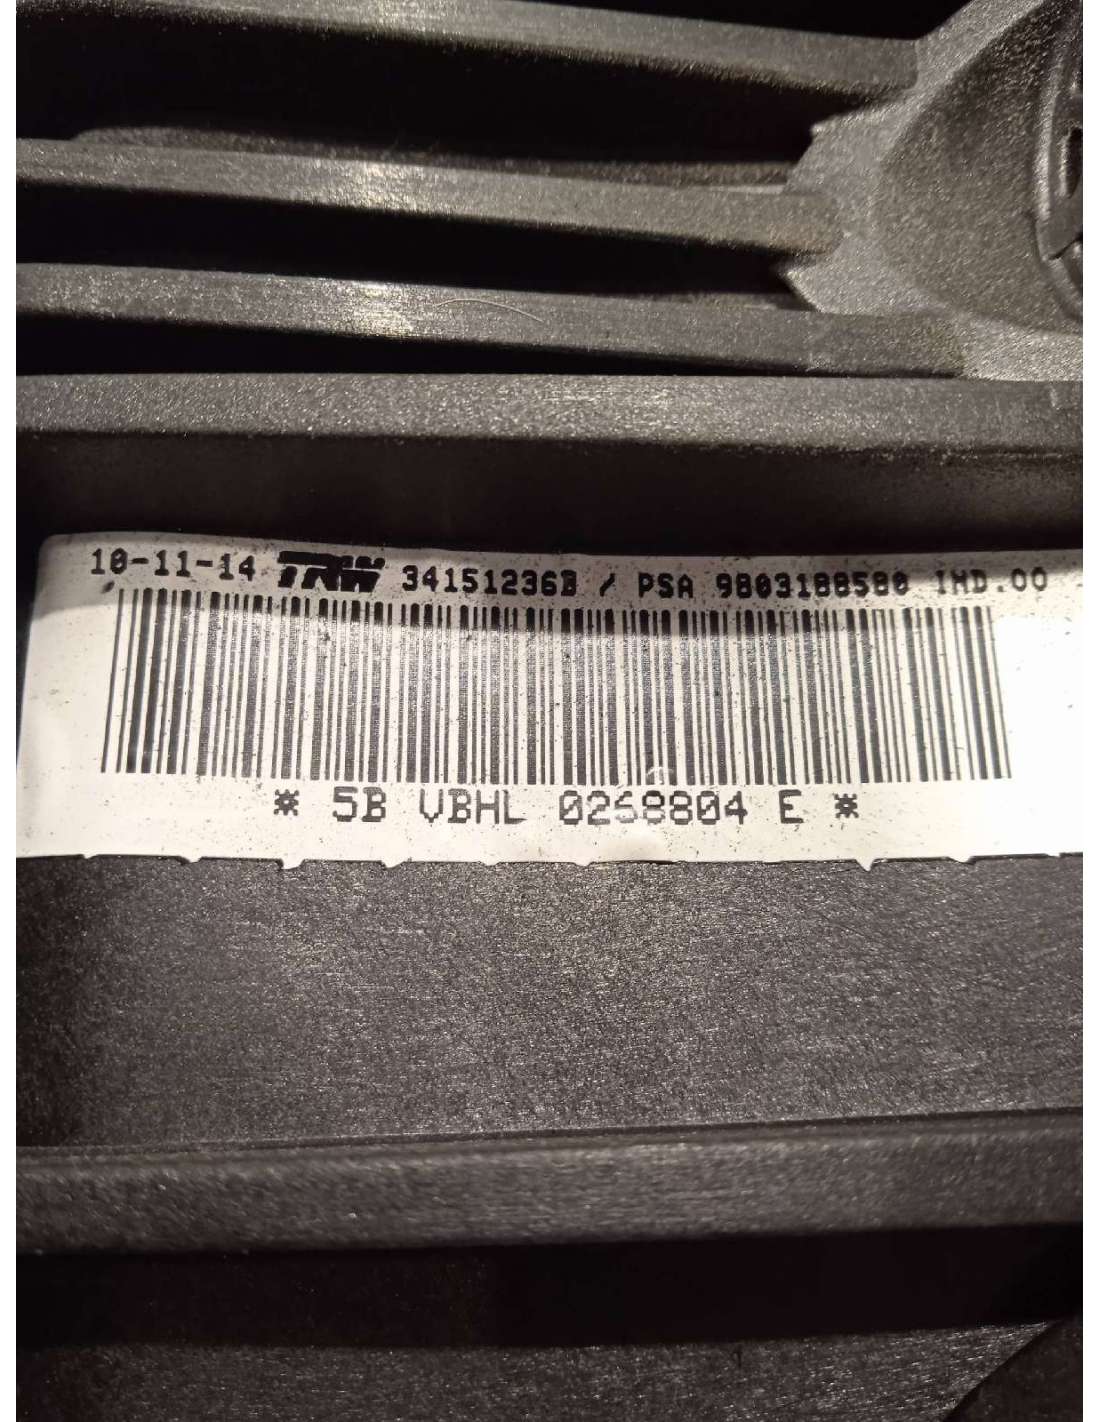 10-11-14 TRW 34151236B / PSA 9803188580 IND.00
* 5B VBHL 0268804 E *